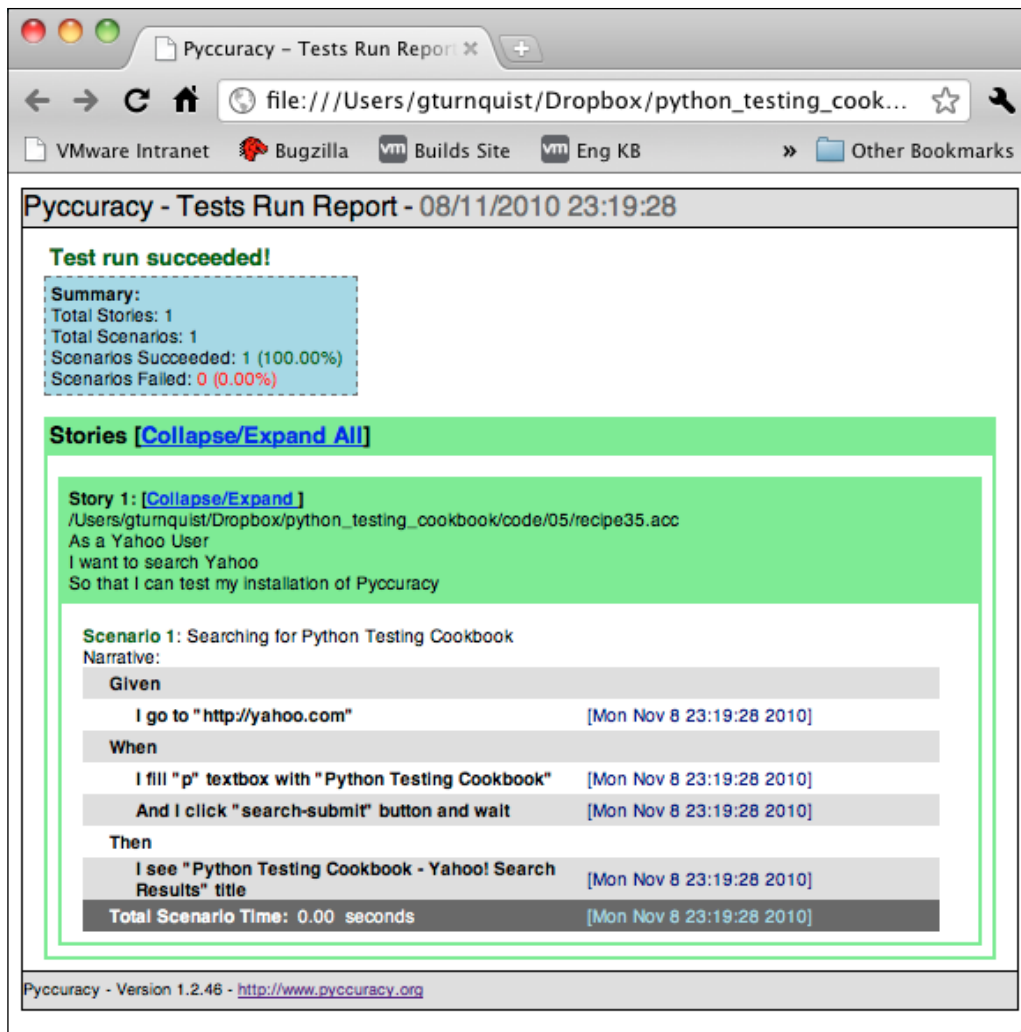 Pyccuracy – Tests Run Report
file:///Users/gturnquist/Dropbox/python_testing_cook...
VMware Intranet Bugzilla vm Builds Site vm Eng KB » Other Bookmarks
Pyccuracy - Tests Run Report - 08/11/2010 23:19:28
Test run succeeded!
Summary:
Total Stories: 1
Total Scenarios: 1
Scenarios Succeeded: 1 (100.00%)
Scenarios Failed: 0 (0.00%)
Stories [Collapse/Expand All]
Story 1: [Collapse/Expand ]
/Users/gturnquist/Dropbox/python_testing_cookbook/code/05/recipe35.acc
As a Yahoo User
I want to search Yahoo
So that I can test my installation of Pyccuracy
Scenario 1: Searching for Python Testing Cookbook
Narrative:
Given
I go to "http://yahoo.com" [Mon Nov 8 23:19:28 2010]
When
I fill "p" textbox with "Python Testing Cookbook" [Mon Nov 8 23:19:28 2010]
And I click "search-submit" button and wait [Mon Nov 8 23:19:28 2010]
Then
I see "Python Testing Cookbook - Yahoo! Search
Results" title [Mon Nov 8 23:19:28 2010]
Total Scenario Time: 0.00 seconds [Mon Nov 8 23:19:28 2010]
Pyccuracy - Version 1.2.46 - http://www.pyccuracy.org